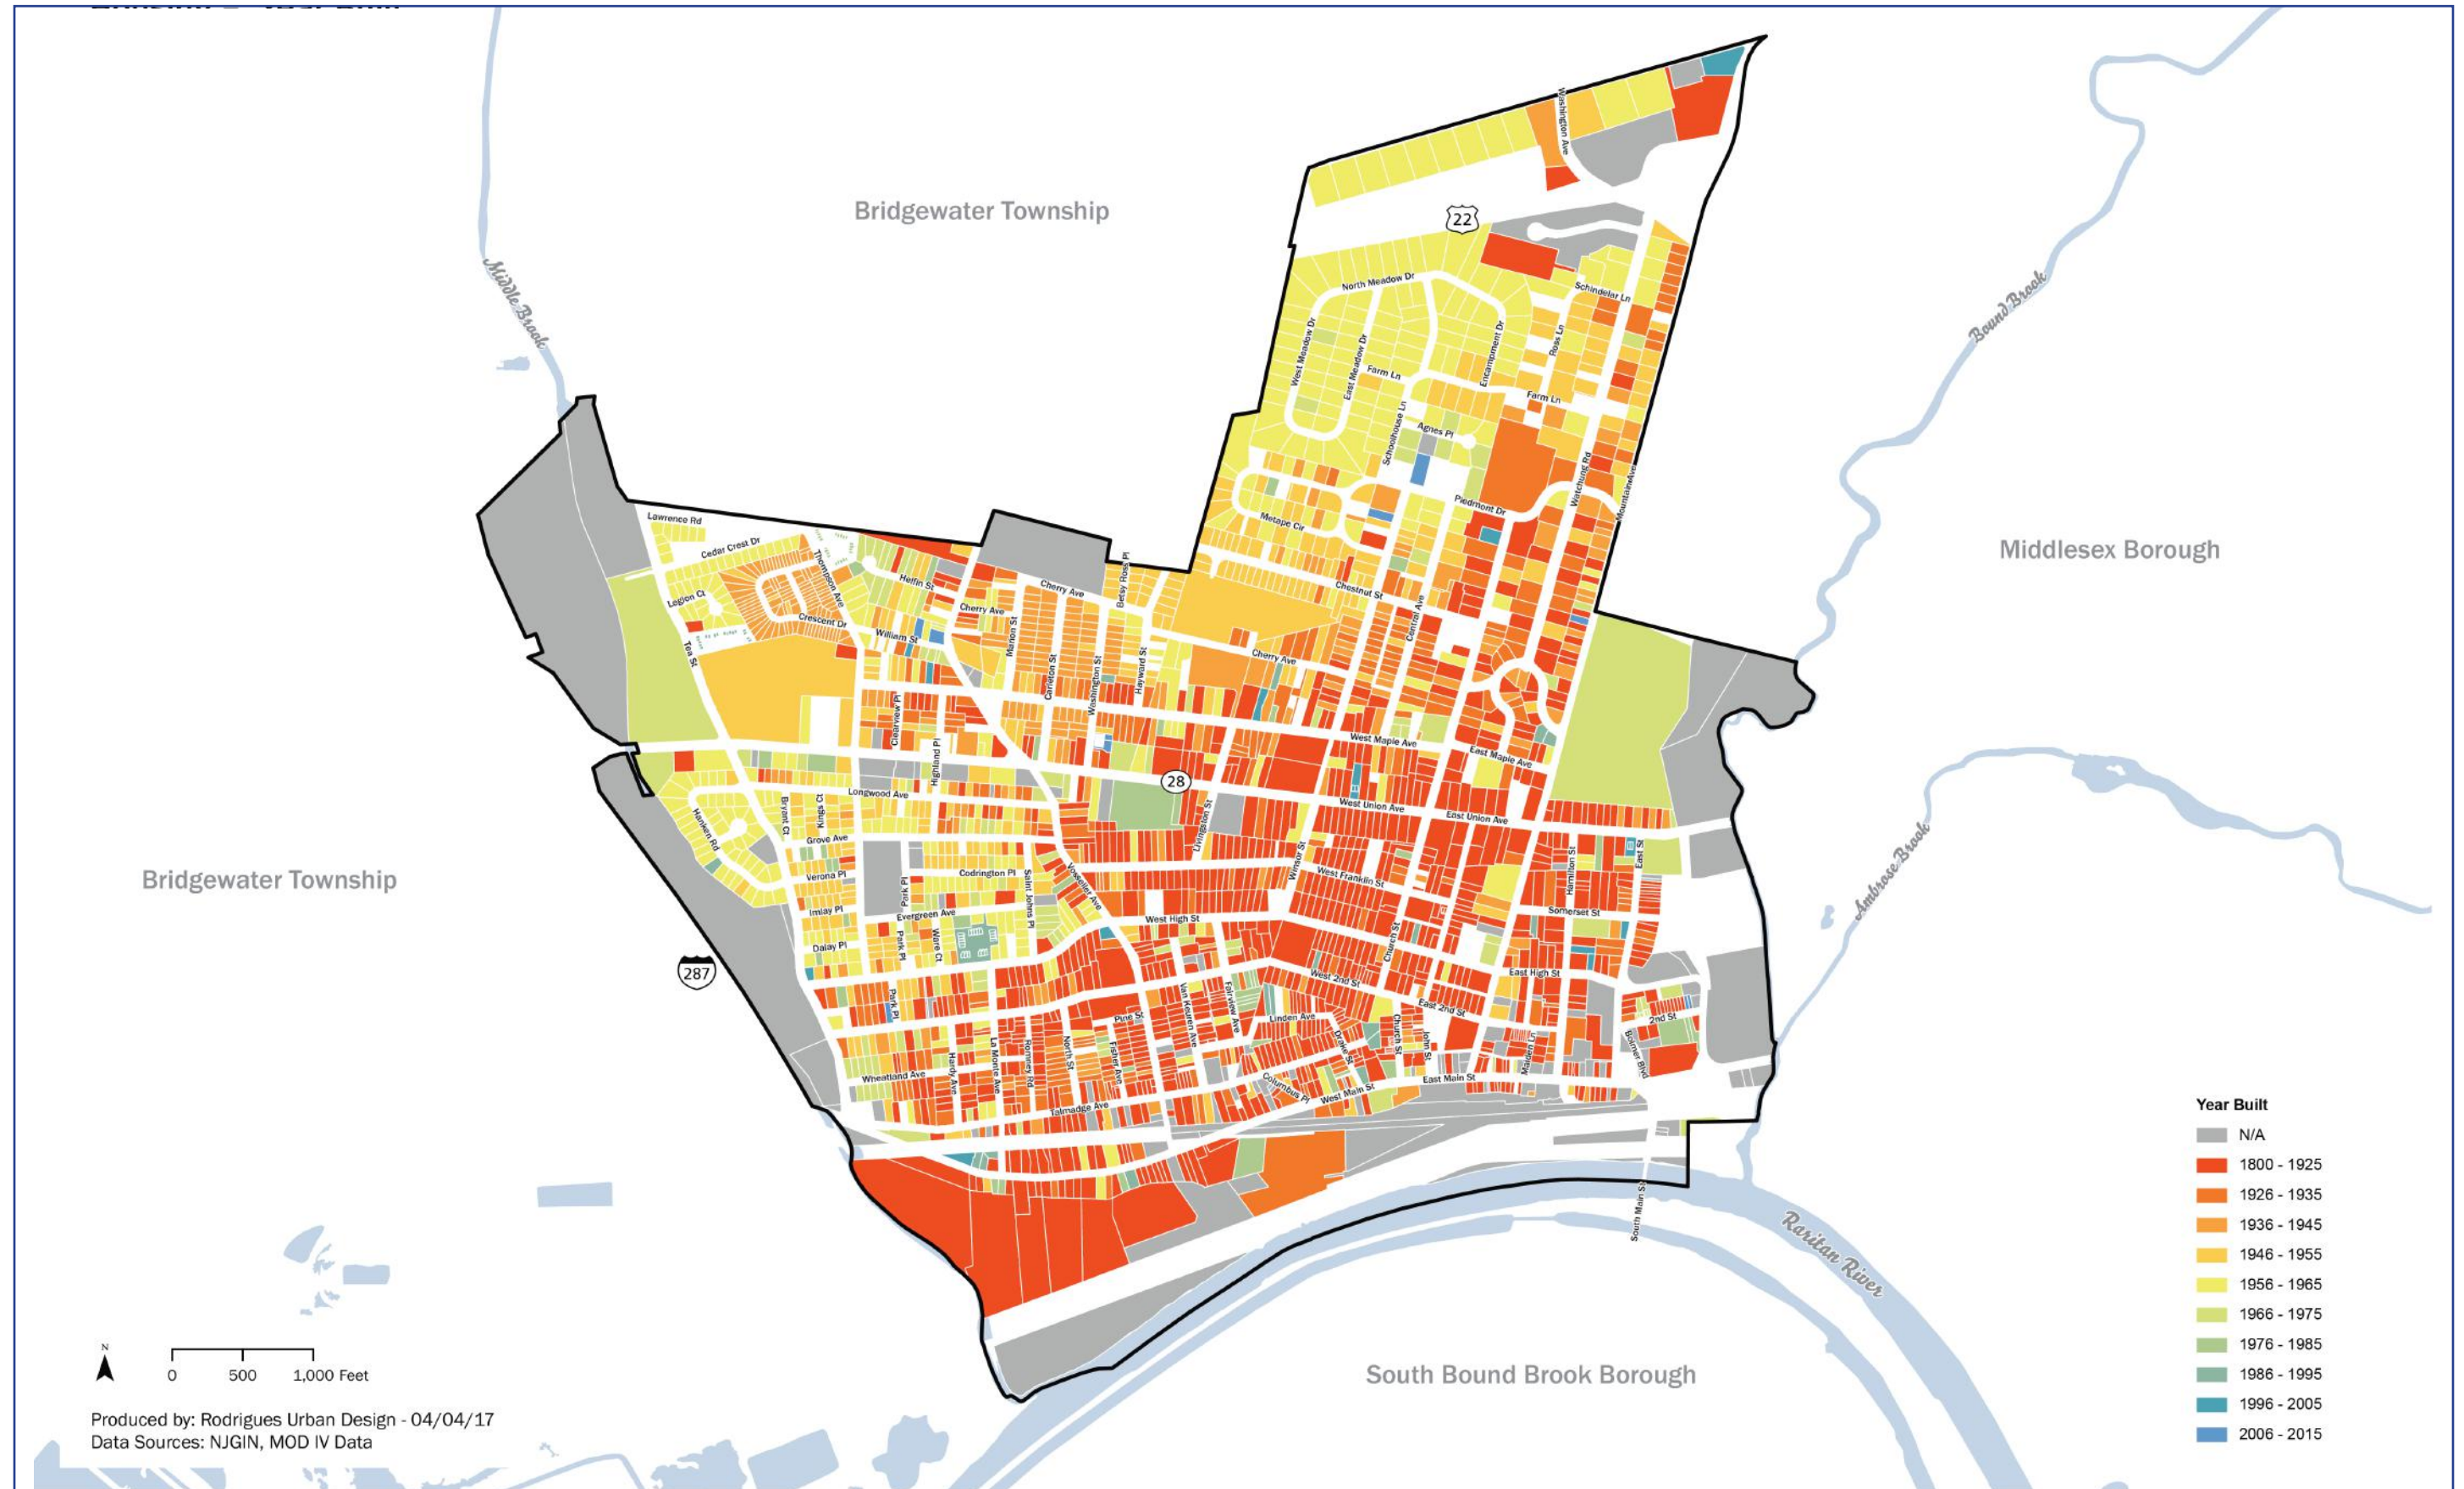 Bridgewater Township
Middle Brook
Washington Ave
22
North Meadow Dr
Schindelar Ln
West Meadow Dr
East Meadow Dr
Encampment Dr
Ross Ln
Farm Ln
Farm Ln
Schoolhouse Ln
Agnes Pl
Watchung Rd
Mountain Ave
Piedmont Dr
Metape Cir
Bound Brook
Middlesex Borough
Lawrence Rd
Cedar Crest Dr
Thompson Ave
Legion Ct
Crescent Dr
Tea St
Heffin St
William St
Cherry Ave
Cherry Ave
Betsy Ross Pl
Marion St
Carleton St
Washington St
Hayward St
Chestnut St
Central Ave
Cherry Ave
Clearview Pl
Highland Pl
West Maple Ave
East Maple Ave
28
Longwood Ave
West Union Ave
East Union Ave
Hanken Rd
Bryant Ct
Kings Ct
Grove Ave
Livingston St
Winsor St
Verona Pl
Codrington Pl
Vosseller Ave
West Franklin St
Hamilton St
East St
Imlay Pl
Park Pl
Evergreen Ave
Saint Johns Pl
West High St
Somerset St
Dalay Pl
Park Pl
Ware Ct
Church St
East High St
West 2nd St
East 2nd St
Park Pl
Van Keuren Ave
Fairview Ave
Linden Ave
Pine St
2nd St
Bolmer Blvd
Wheatland Ave
Hardy Ave
La Monte Ave
Romney Rd
North St
Fisher Ave
Drake St
Church St
John St
Maiden Ln
Columbus Pl
West Main St
East Main St
Talmadge Ave
South Main St
Bridgewater Township
287
Ambrose Brook
Raritan River
South Bound Brook Borough
Year Built
N/A
1800 - 1925
1926 - 1935
1936 - 1945
1946 - 1955
1956 - 1965
1966 - 1975
1976 - 1985
1986 - 1995
1996 - 2005
2006 - 2015
N
0 500 1,000 Feet
Produced by: Rodrigues Urban Design - 04/04/17
Data Sources: NJGIN, MOD IV Data